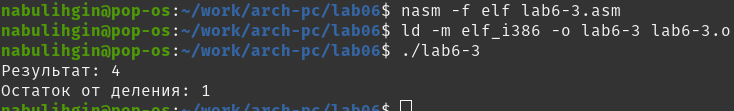 nabulihgin@pop-os:~/work/arch-pc/lab06$ nasm -f elf lab6-3.asm
nabulihgin@pop-os:~/work/arch-pc/lab06$ ld -m elf_i386 -o lab6-3 lab6-3.o
nabulihgin@pop-os:~/work/arch-pc/lab06$ ./lab6-3
Результат: 4
Остаток от деления: 1
nabulihgin@pop-os:~/work/arch-pc/lab06$